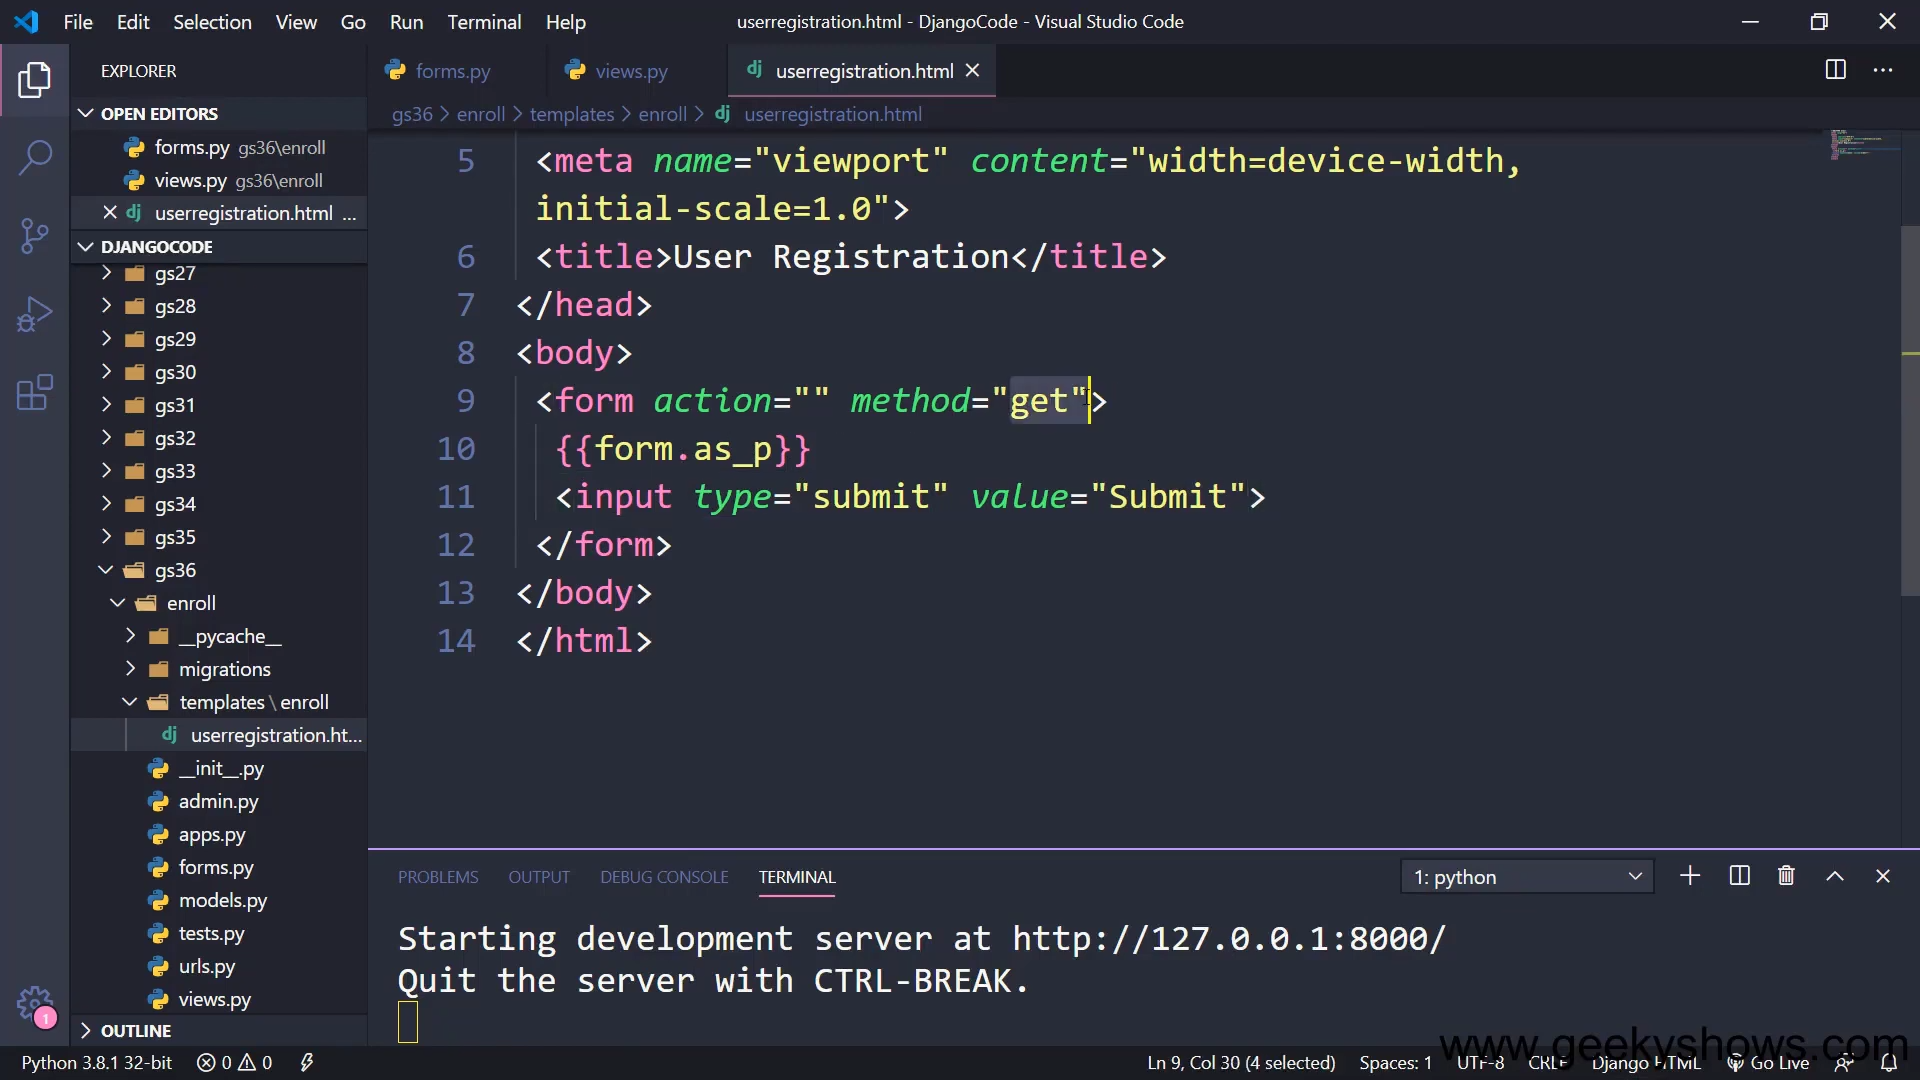 File Edit Selection View Go Run Terminal Help
userregistration.html - DjangoCode - Visual Studio Code
EXPLORER
OPEN EDITORS
forms.py gs36\enroll
views.py gs36\enroll
userregistration.html ...
DJANGOCODE
gs27
gs28
gs29
gs30
gs31
gs32
gs33
gs34
gs35
gs36
enroll
__pycache__
migrations
templates \ enroll
userregistration.ht...
__init__.py
admin.py
apps.py
forms.py
models.py
tests.py
urls.py
views.py
OUTLINE
1
forms.py views.py userregistration.html
gs36 > enroll > templates > enroll > userregistration.html
5 <meta name="viewport" content="width=device-width,
initial-scale=1.0">
6 <title>User Registration</title>
7 </head>
8 <body>
9 <form action="" method="get">
10 {{form.as_p}}
11 <input type="submit" value="Submit">
12 </form>
13 </body>
14 </html>
PROBLEMS OUTPUT DEBUG CONSOLE TERMINAL
1: python
Starting development server at http://127.0.0.1:8000/
Quit the server with CTRL-BREAK.
www.geekyshows.com
Python 3.8.1 32-bit 0 0
Ln 9, Col 30 (4 selected) Spaces: 1 UTF-8 CRLF Django HTML Go Live